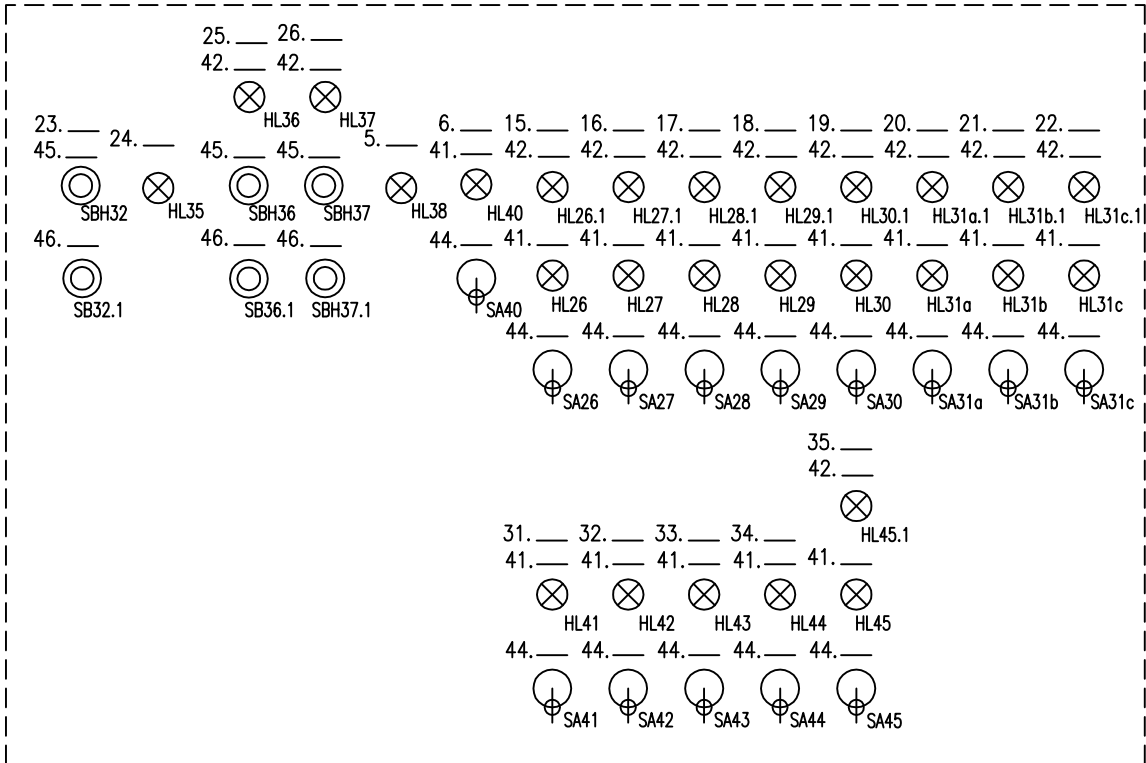 25. 26.
42. 42.
HL36 HL37
23. 24. 5. 6. 15. 16. 17. 18. 19. 20. 21. 22.
45. 45. 45. 41. 42. 42. 42. 42. 42. 42. 42. 42.
SBH32 HL35 SBH36 SBH37 HL38 HL40 HL26.1 HL27.1 HL28.1 HL29.1 HL30.1 HL31a.1 HL31b.1 HL31c.1
46. 46. 46. 44. 41. 41. 41. 41. 41. 41. 41. 41.
SB32.1 SB36.1 SBH37.1 SA40 HL26 HL27 HL28 HL29 HL30 HL31a HL31b HL31c
44. 44. 44. 44. 44. 44. 44. 44.
SA26 SA27 SA28 SA29 SA30 SA31a SA31b SA31c
35.
42.
HL45.1
31. 32. 33. 34.
41. 41. 41. 41. 41.
HL41 HL42 HL43 HL44 HL45
44. 44. 44. 44. 44.
SA41 SA42 SA43 SA44 SA45